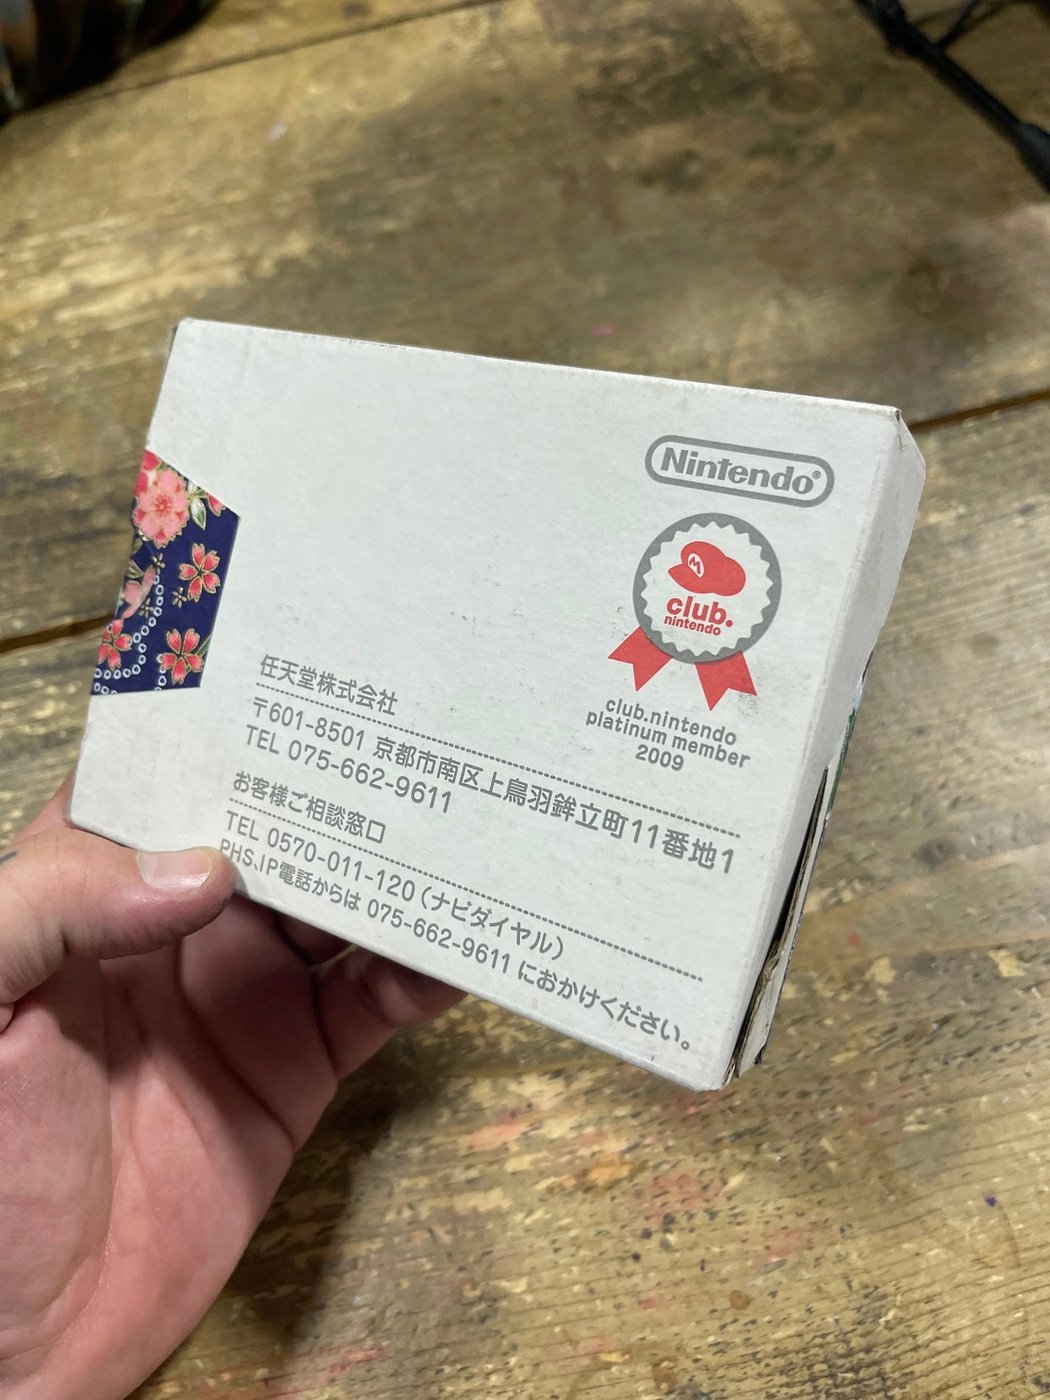 Nintendo®
M
club.
nintendo
club.nintendo
platinum member
2009
任天堂株式会社
〒601-8501 京都市南区上鳥羽鉾立町11番地1
TEL 075-662-9611
お客様ご相談窓口
TEL 0570-011-120（ナビダイヤル）
PHS、IP電話からは 075-662-9611 におかけください。